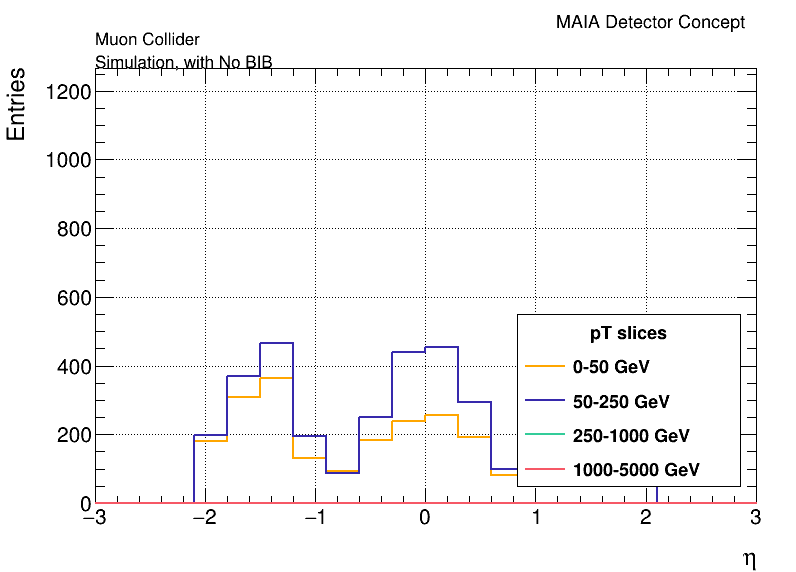 MAIA Detector Concept
Muon Collider
Simulation, with No BIB
Entries
1200
1000
800
600
400
200
0
pT slices
0-50 GeV
50-250 GeV
250-1000 GeV
1000-5000 GeV
−3 −2 −1 0 1 2 3
η